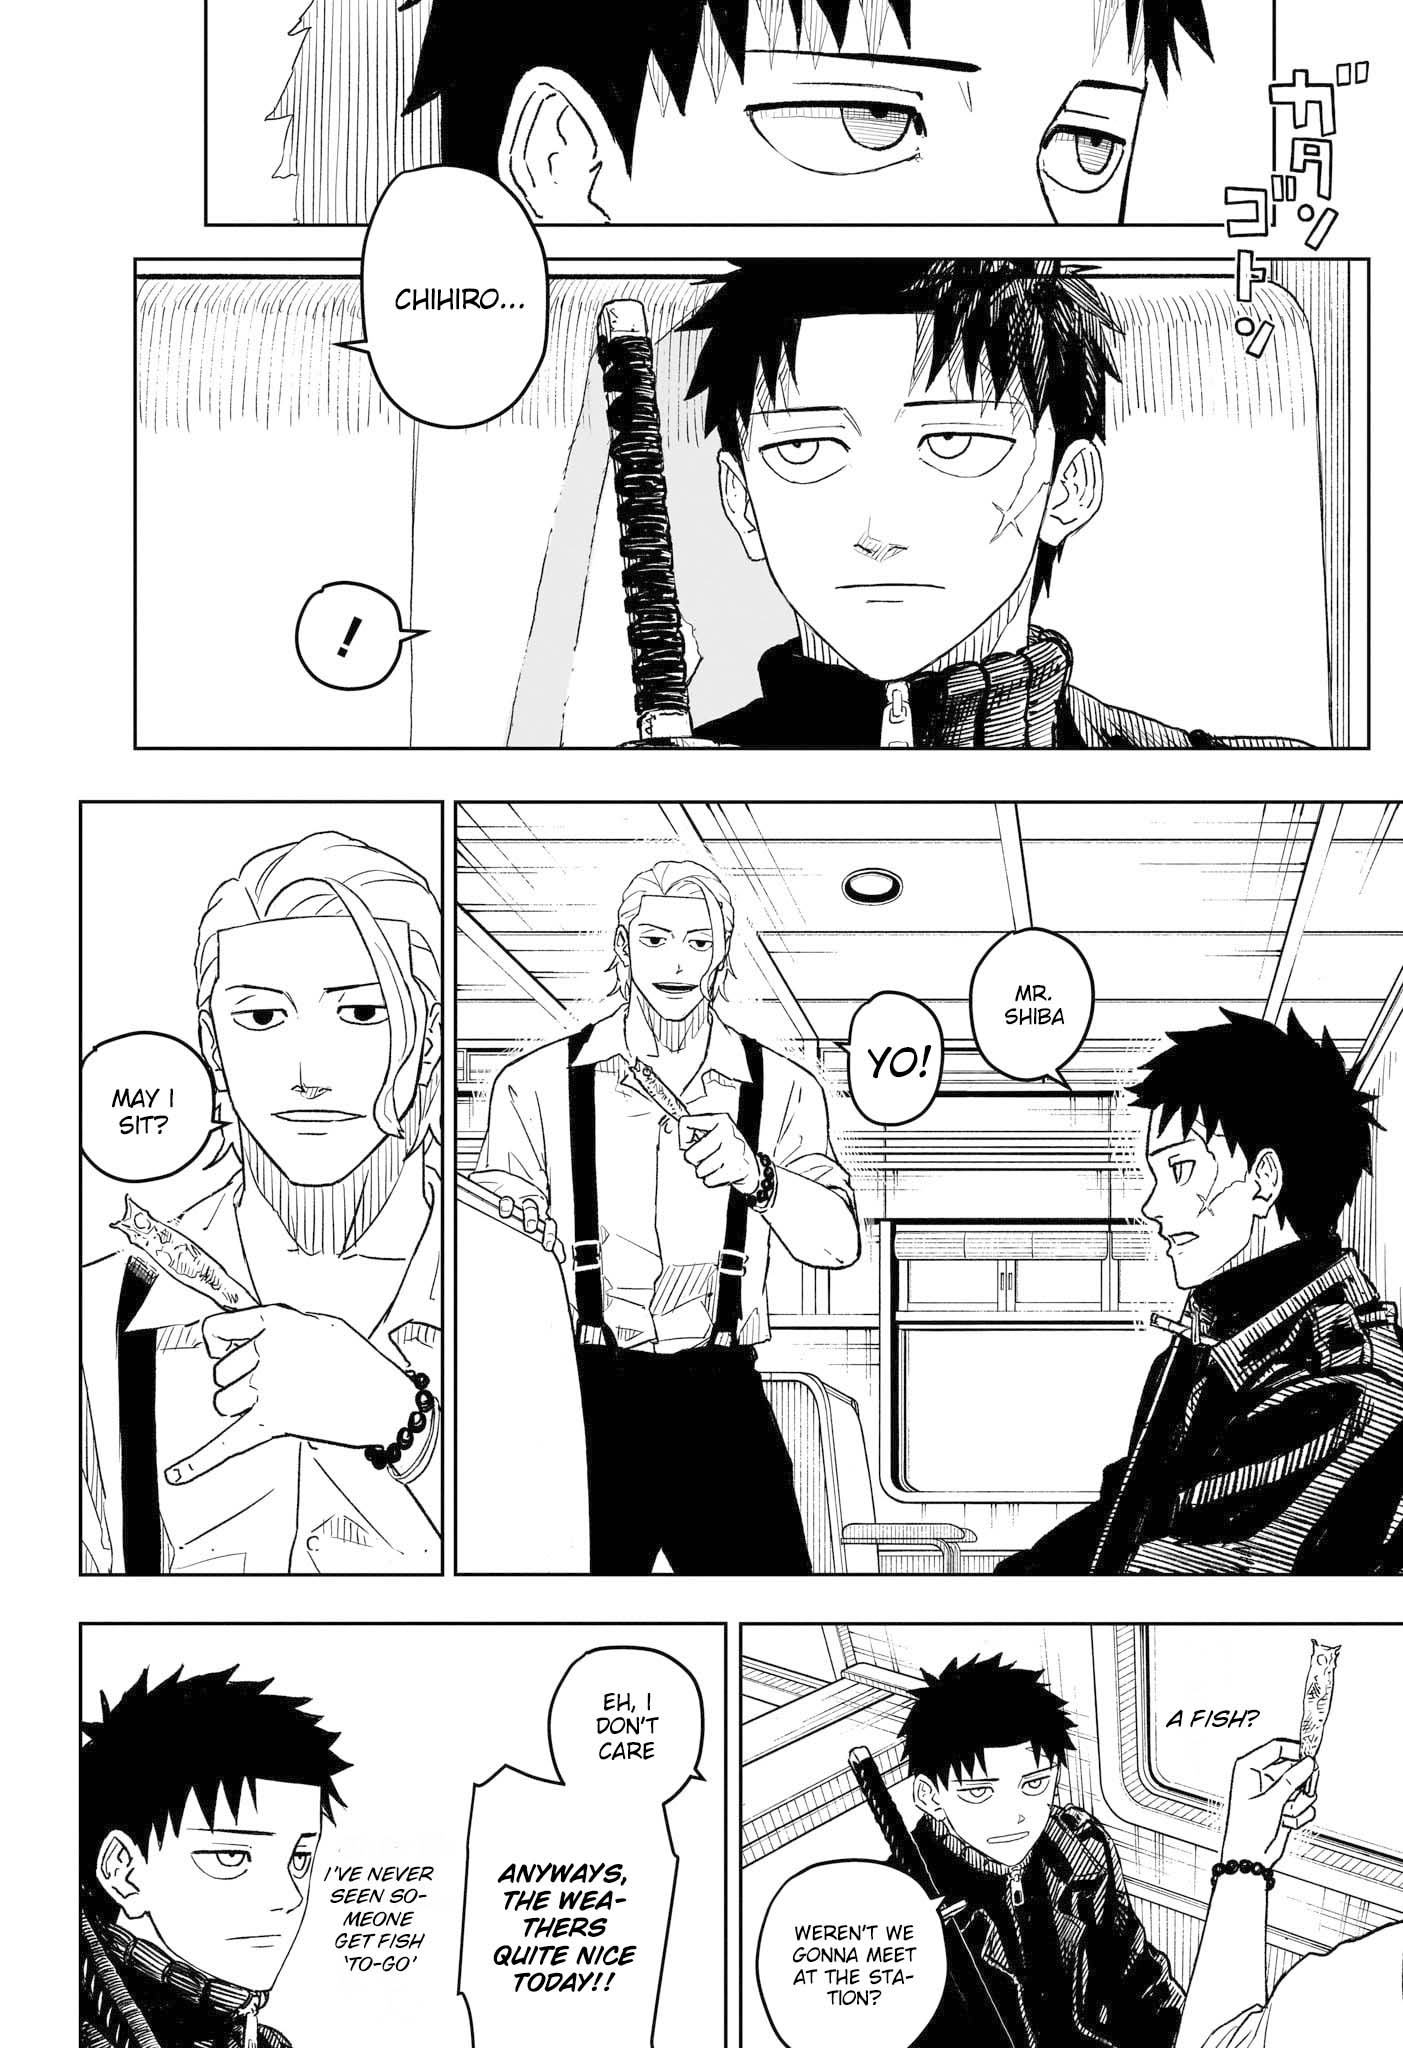 ガタン
ゴトン
CHIHIRO...
!
MR.
SHIBA
YO!
MAY I
SIT?
A FISH?
WEREN'T WE
GONNA MEET
AT THE STA-
TION?
EH, I
DON'T
CARE
ANYWAYS,
THE WEA-
THERS
QUITE NICE
TODAY!!
I'VE NEVER
SEEN SO-
MEONE
GET FISH
'TO-GO'